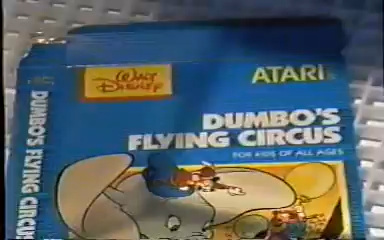 WALT
DISNEY
ATARI
DUMBO'S
FLYING CIRCUS
FOR KIDS OF ALL AGES
DUMBO'S FLYING CIRCUS